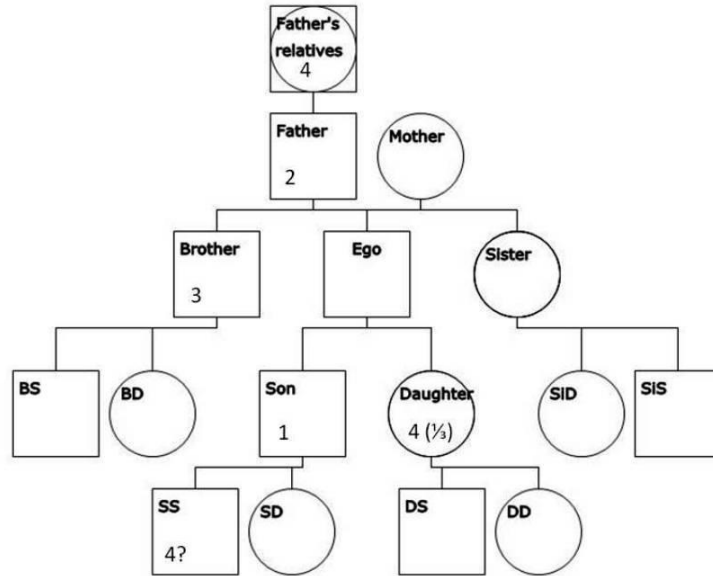 Father's
relatives
4
Father
Mother
2
Brother
Ego
Sister
3
BS
BD
Son
Daughter
SiD
SiS
1
4 (⅓)
SS
SD
DS
DD
4?